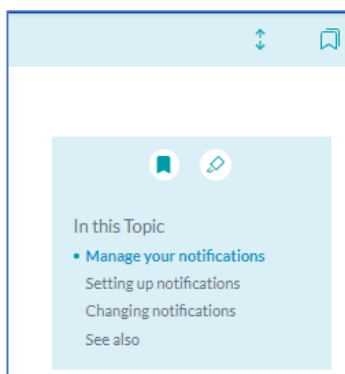 In this Topic
Manage your notifications
Setting up notifications
Changing notifications
See also